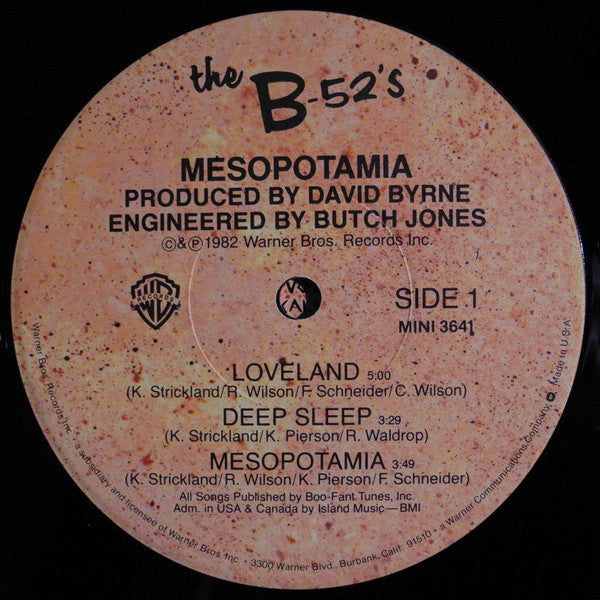 the B-52's
MESOPOTAMIA
PRODUCED BY DAVID BYRNE
ENGINEERED BY BUTCH JONES
©&℗1982 Warner Bros. Records Inc.
RECORDS
SIDE 1
MINI 3641
LOVELAND 5:00
(K. Strickland/R. Wilson/F. Schneider/C. Wilson)
DEEP SLEEP 3:29
(K. Strickland/K. Pierson/R. Waldrop)
MESOPOTAMIA 3:49
(K. Strickland/R. Wilson/K. Pierson/F. Schneider)
All Songs Published by Boo-Fant Tunes, Inc.
Adm. in USA & Canada by Island Music—BMI
Warner Bros. Records Inc. - a subsidiary and licensee of Warner Bros. Inc. - 3300 Warner Blvd., Burbank, Calif. 91510 - a Warner Communications Company Made in U.S.A.